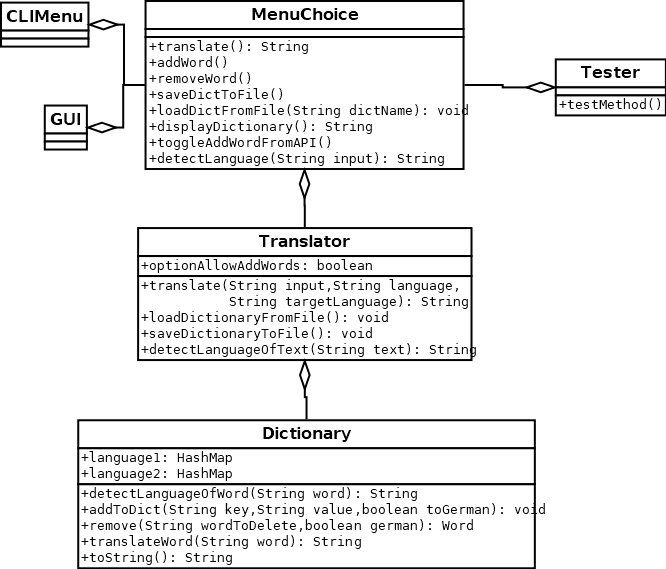 CLIMenu
GUI
MenuChoice
+translate(): String
+addWord()
+removeWord()
+saveDictToFile()
+loadDictFromFile(String dictName): void
+displayDictionary(): String
+toggleAddWordFromAPI()
+detectLanguage(String input): String
Tester
+testMethod()
Translator
+optionAllowAddWords: boolean
+translate(String input,String language,
String targetLanguage): String
+loadDictionaryFromFile(): void
+saveDictionaryToFile(): void
+detectLanguageOfText(String text): String
Dictionary
+language1: HashMap
+language2: HashMap
+detectLanguageOfWord(String word): String
+addToDict(String key,String value,boolean toGerman): void
+remove(String wordToDelete,boolean german): Word
+translateWord(String word): String
+toString(): String